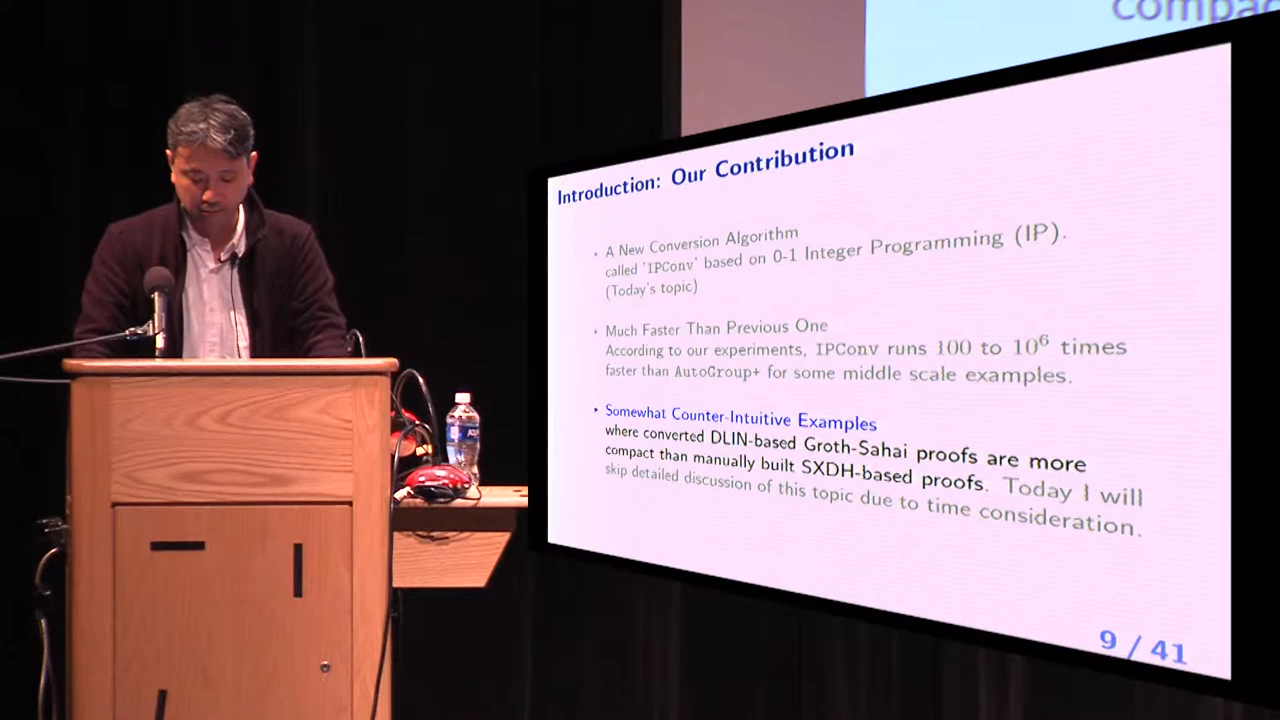 compac
Introduction: Our Contribution
A New Conversion Algorithm
called 'IPConv' based on 0-1 Integer Programming (IP).
(Today's topic)
Much Faster Than Previous One
According to our experiments, IPConv runs 100 to 10⁶ times
faster than AutoGroup+ for some middle scale examples.
Somewhat Counter-Intuitive Examples
where converted DLIN-based Groth-Sahai proofs are more
compact than manually built SXDH-based proofs. Today I will
skip detailed discussion of this topic due to time consideration.
9 / 41